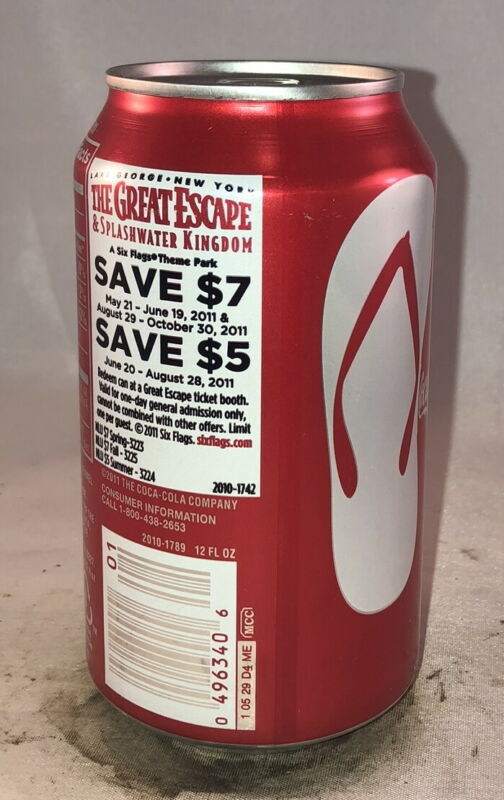 LAKE GEORGE • NEW YORK
THE GREAT ESCAPE
& SPLASHWATER KINGDOM
A Six Flags® Theme Park
SAVE $7
May 21 - June 19, 2011 &
August 29 - October 30, 2011
SAVE $5
June 20 - August 28, 2011
Redeem can at a Great Escape ticket booth.
Valid for one-day general admission only,
cannot be combined with other offers. Limit
one per guest. © 2011 Six Flags. sixflags.com
NLU ST Spring-3223
NLU ST Fall - 3225
NLU SS Summer - 3224
2010-1742
©2011 THE COCA-COLA COMPANY
CONSUMER INFORMATION
CALL 1-800-438-2653
2010-1789 12 FL OZ
01
0 496340 6
1 05 29 D4 ME MCC